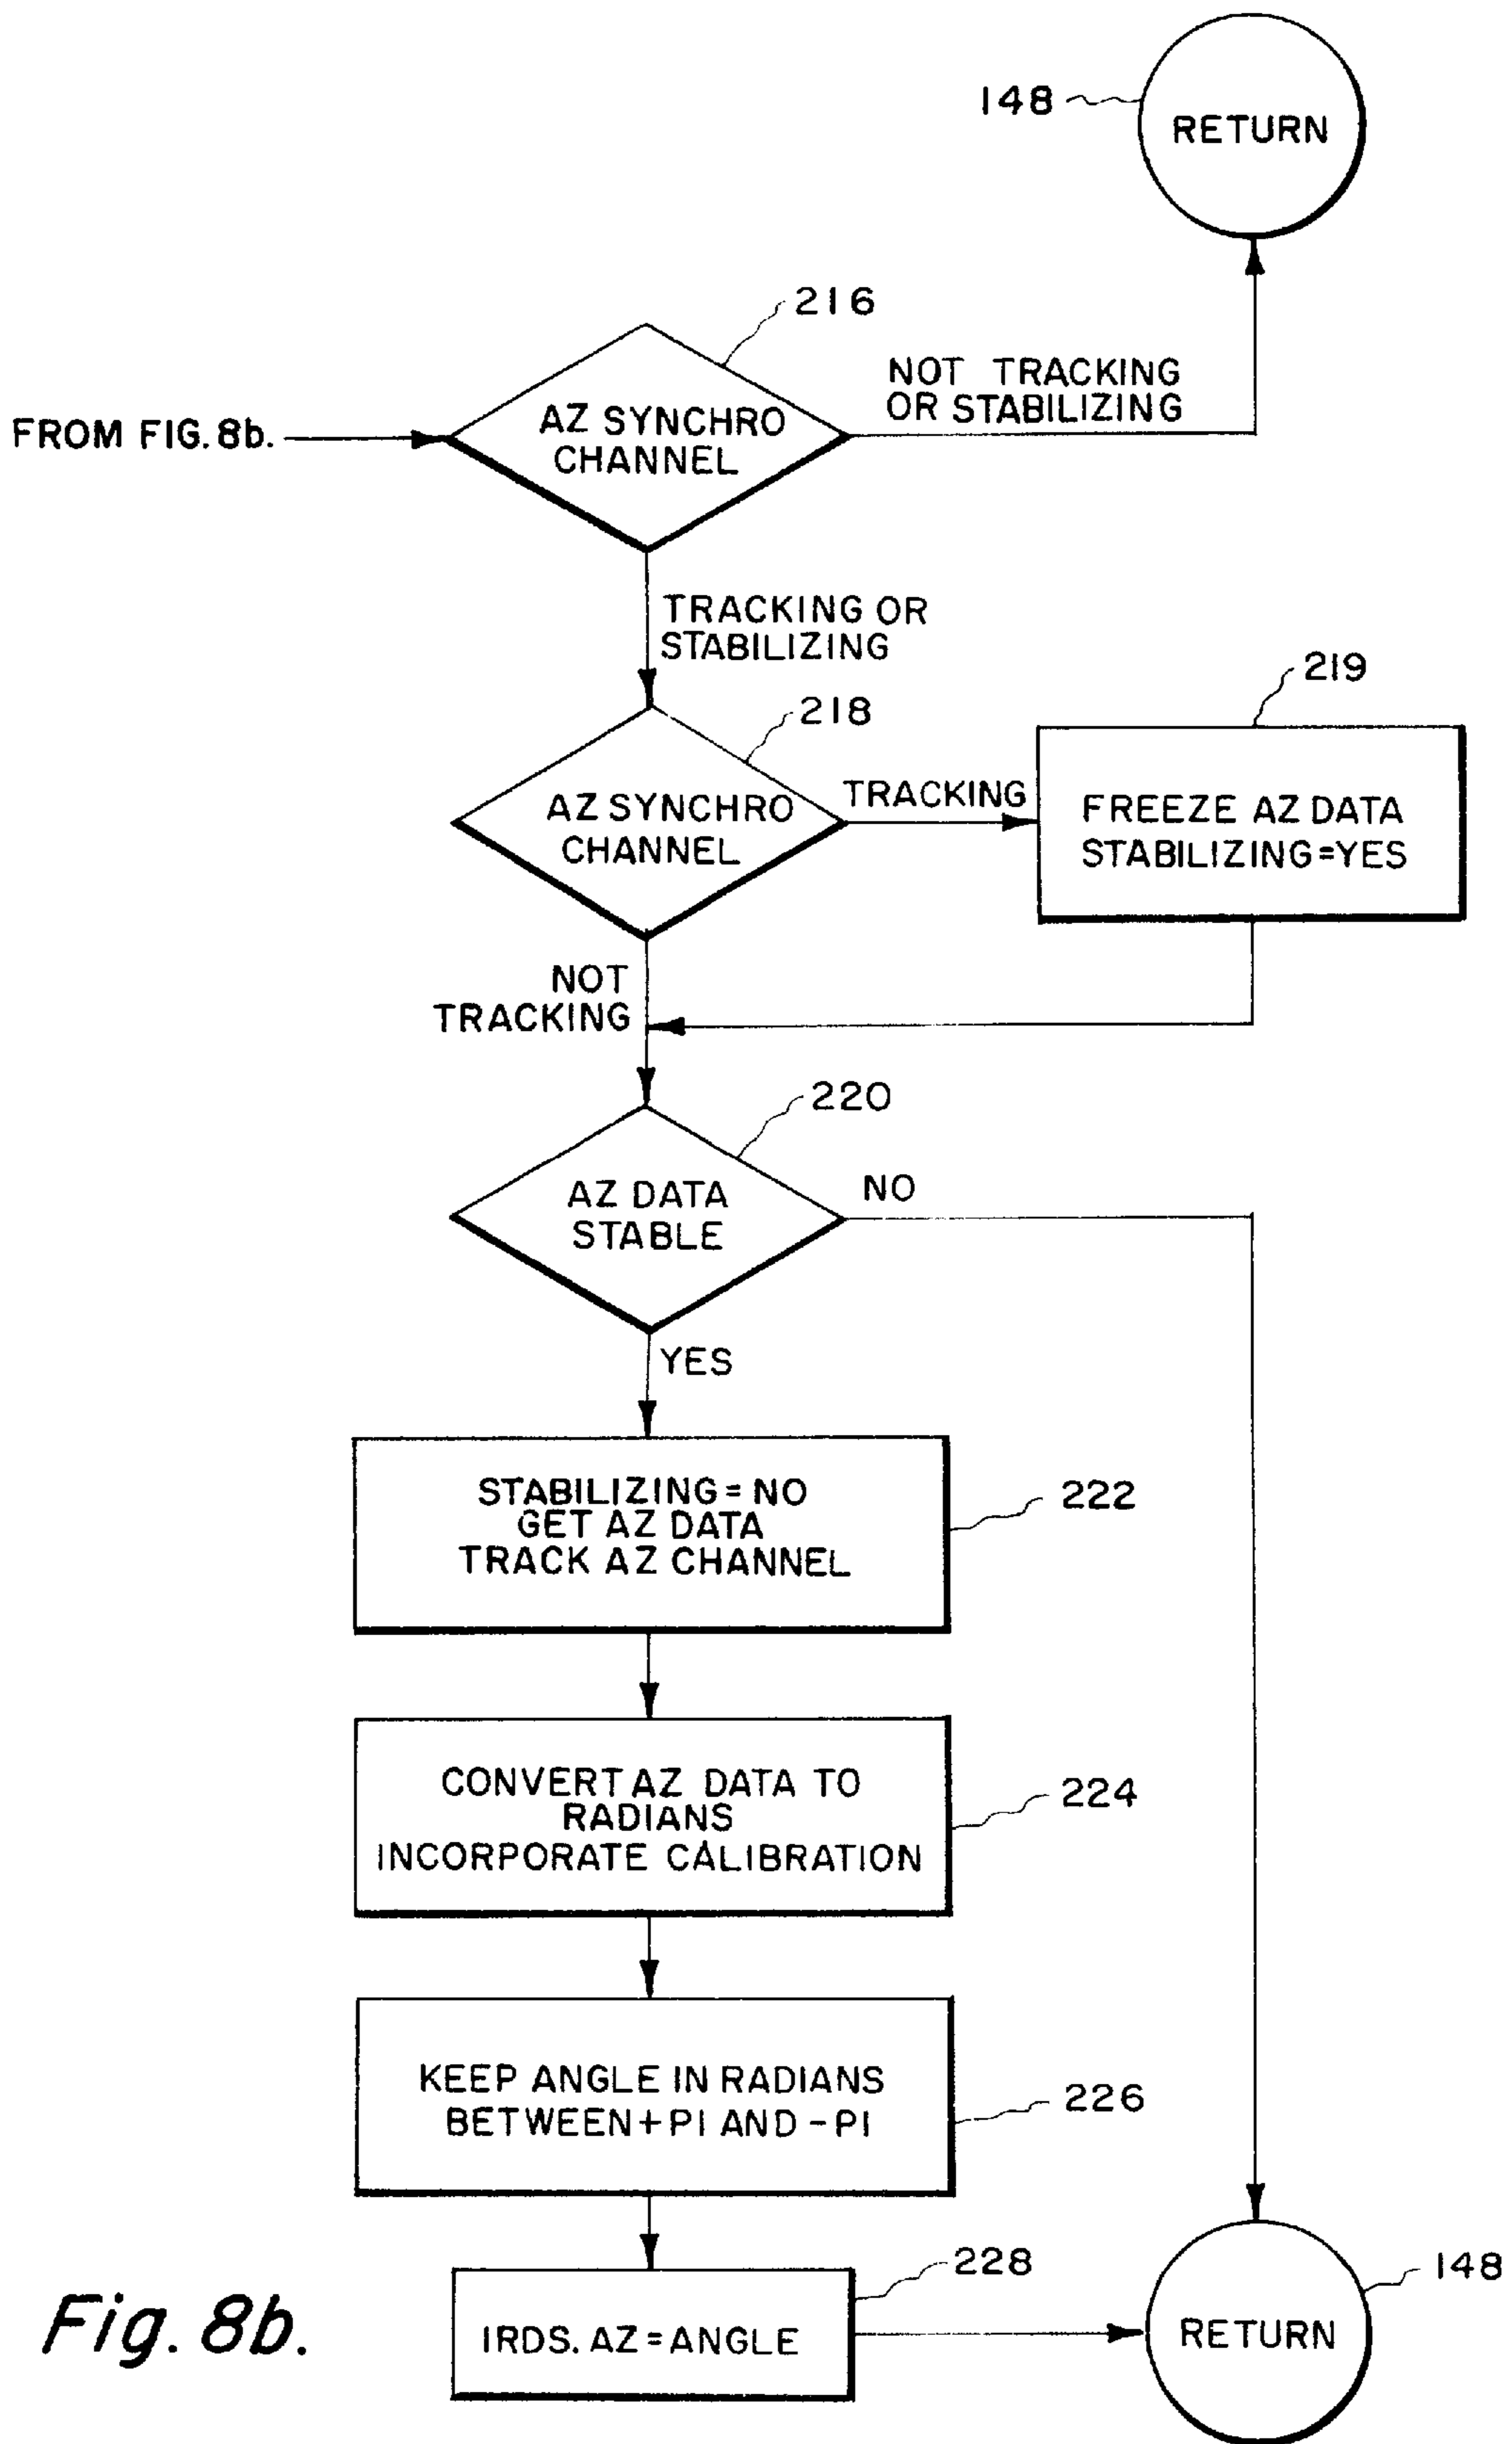 148
RETURN
216
NOT TRACKING
OR STABILIZING
FROM FIG. 8b.
AZ SYNCHRO
CHANNEL
TRACKING OR
STABILIZING
219
218
TRACKING
AZ SYNCHRO
CHANNEL
FREEZE AZ DATA
STABILIZING=YES
NOT
TRACKING
220
NO
AZ DATA
STABLE
YES
STABILIZING = NO
GET AZ DATA
TRACK AZ CHANNEL
222
CONVERT AZ DATA TO
RADIANS
INCORPORATE CALIBRATION
224
KEEP ANGLE IN RADIANS
BETWEEN + PI AND - PI
226
228
148
IRDS. AZ = ANGLE
RETURN
Fig. 8b.